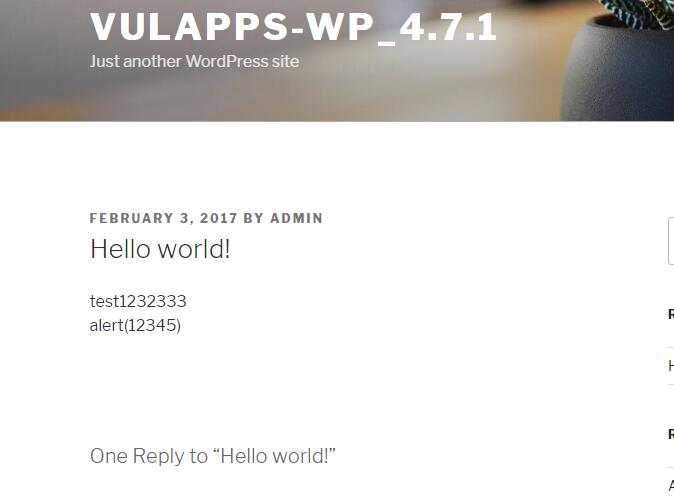 VULAPPS-WP_4.7.1
Just another WordPress site
FEBRUARY 3, 2017 BY ADMIN
Hello world!
test1232333
alert(12345)
One Reply to “Hello world!”